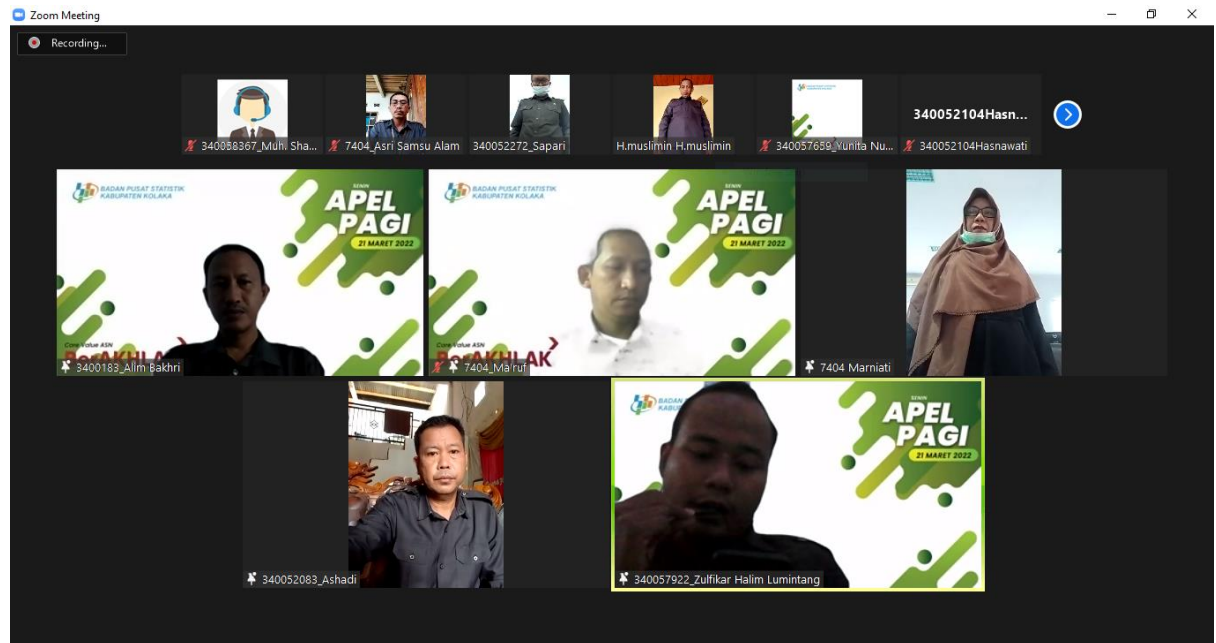 Zoom Meeting
Recording...
340058367_Muh. Sha...
7404_Asri Samsu Alam
340052272_Sapari
H.muslimin H.muslimin
340057659_Yunita Nu...
340052104Hasn...
340052104Hasnawati
BADAN PUSAT STATISTIK
KABUPATEN KOLAKA
SENIN
APEL
PAGI
21 MARET 2022
Core Value ASN
BerAKHLA
3400183_Alim Bakhri
BADAN PUSAT STATISTIK
KABUPATEN KOLAKA
SENIN
APEL
PAGI
21 MARET 2022
Core Value ASN
BerAKHLAK
7404_Ma'ruf
7404 Marniati
340052083_Ashadi
BADAN
KABUP
SENIN
APEL
PAGI
21 MARET 2022
340057922_Zulfikar Halim Lumintang